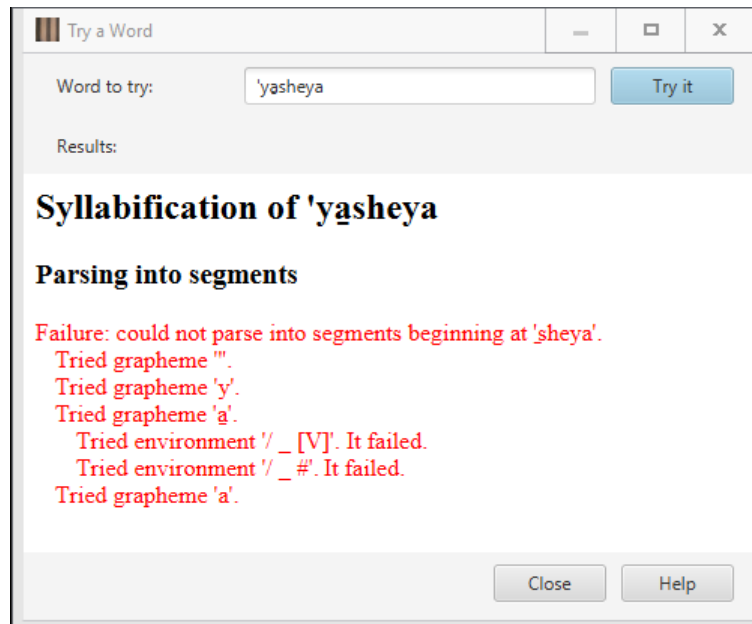 Try a Word
Word to try: 'ya̱sheya Try it
Results:
Syllabification of 'ya̱sheya
Parsing into segments
Failure: could not parse into segments beginning at '̱sheya'.
Tried grapheme '''.
Tried grapheme 'y'.
Tried grapheme 'a̱'.
Tried environment '/ _ [V]'. It failed.
Tried environment '/ _ #'. It failed.
Tried grapheme 'a'.
Close Help